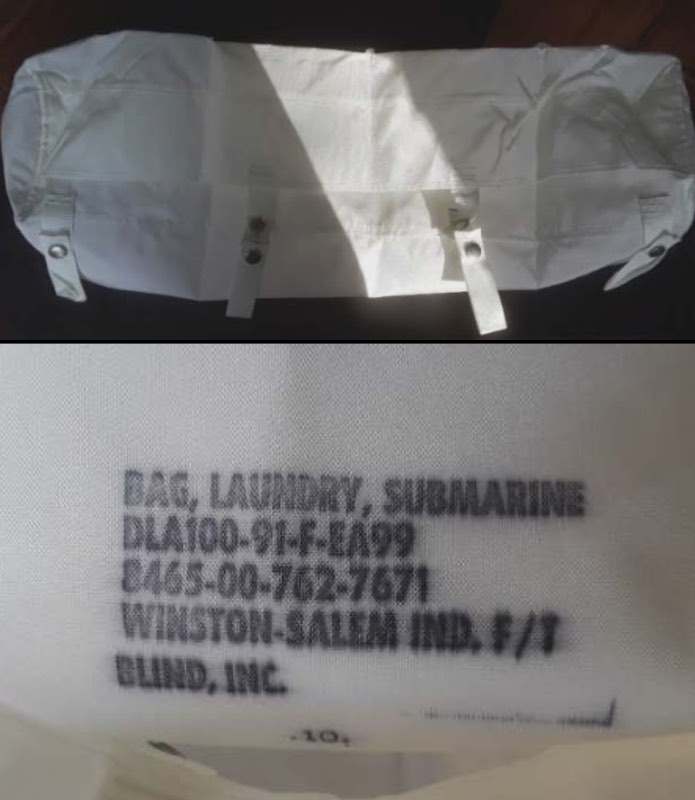 BAG, LAUNDRY, SUBMARINE
DLA100-91-F-EA99
8465-00-762-7671
WINSTON-SALEM IND. F/T
BLIND, INC.
.10.